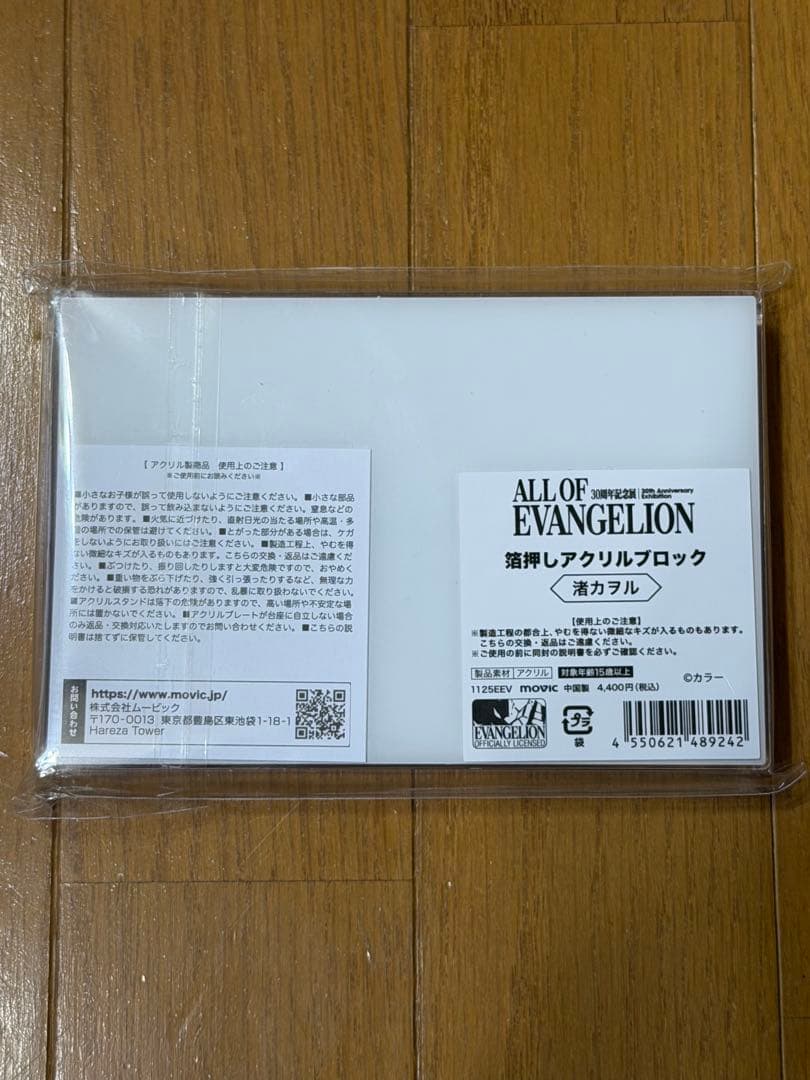 【 アクリル製商品　使用上のご注意 】
※ご使用前にお読みください※
■小さなお子様が誤って使用しないようにご注意ください。■小さな部品
がありますので、誤って飲み込まないようにご注意ください。窒息などの
危険があります。■火気に近づけたり、直射日光の当たる場所や高温・多
湿の場所での保管は避けてください。■とがった部分がある場合は、ケガ
をしないようにお取り扱いにはご注意ください。■製造工程上、やむを得
ない微細なキズが入るものもあります。こちらの交換・返品はご遠慮くだ
さい。■ぶつけたり、振り回したりしますと大変危険ですので、おやめく
ださい。■重い物をぶら下げたり、強く引っ張ったりするなど、無理な力
をかけると破損する恐れがありますので、乱暴に取り扱わないでください。
■アクリルスタンドは落下の危険がありますので、高い場所や不安定な場
所には置かないでください。■アクリルプレートが台座に自立しない場合
のみ返品・交換対応いたしますのでお問い合わせください。■こちらの説
明書は捨てずに保管してください。
お問い合わせ
https://www.movic.jp/
株式会社ムービック
〒170-0013 東京都豊島区東池袋1-18-1
Hareza Tower
ALL OF 30周年記念展 30th Anniversary Exhibition
EVANGELION
箔押しアクリルブロック
渚カヲル
【使用上のご注意】
※製造工程の都合上、やむを得ない微細なキズが入るものもあります。
こちらの交換・返品はご遠慮ください。
※ご使用の前に同封の説明書を必ずご確認ください。
製品素材 アクリル 対象年齢15歳以上 ©カラー
1125EEV movic 中国製 4,400円(税込)
EVANGELION
OFFICIALLY LICENSED
プラ
袋
4 550621 489242